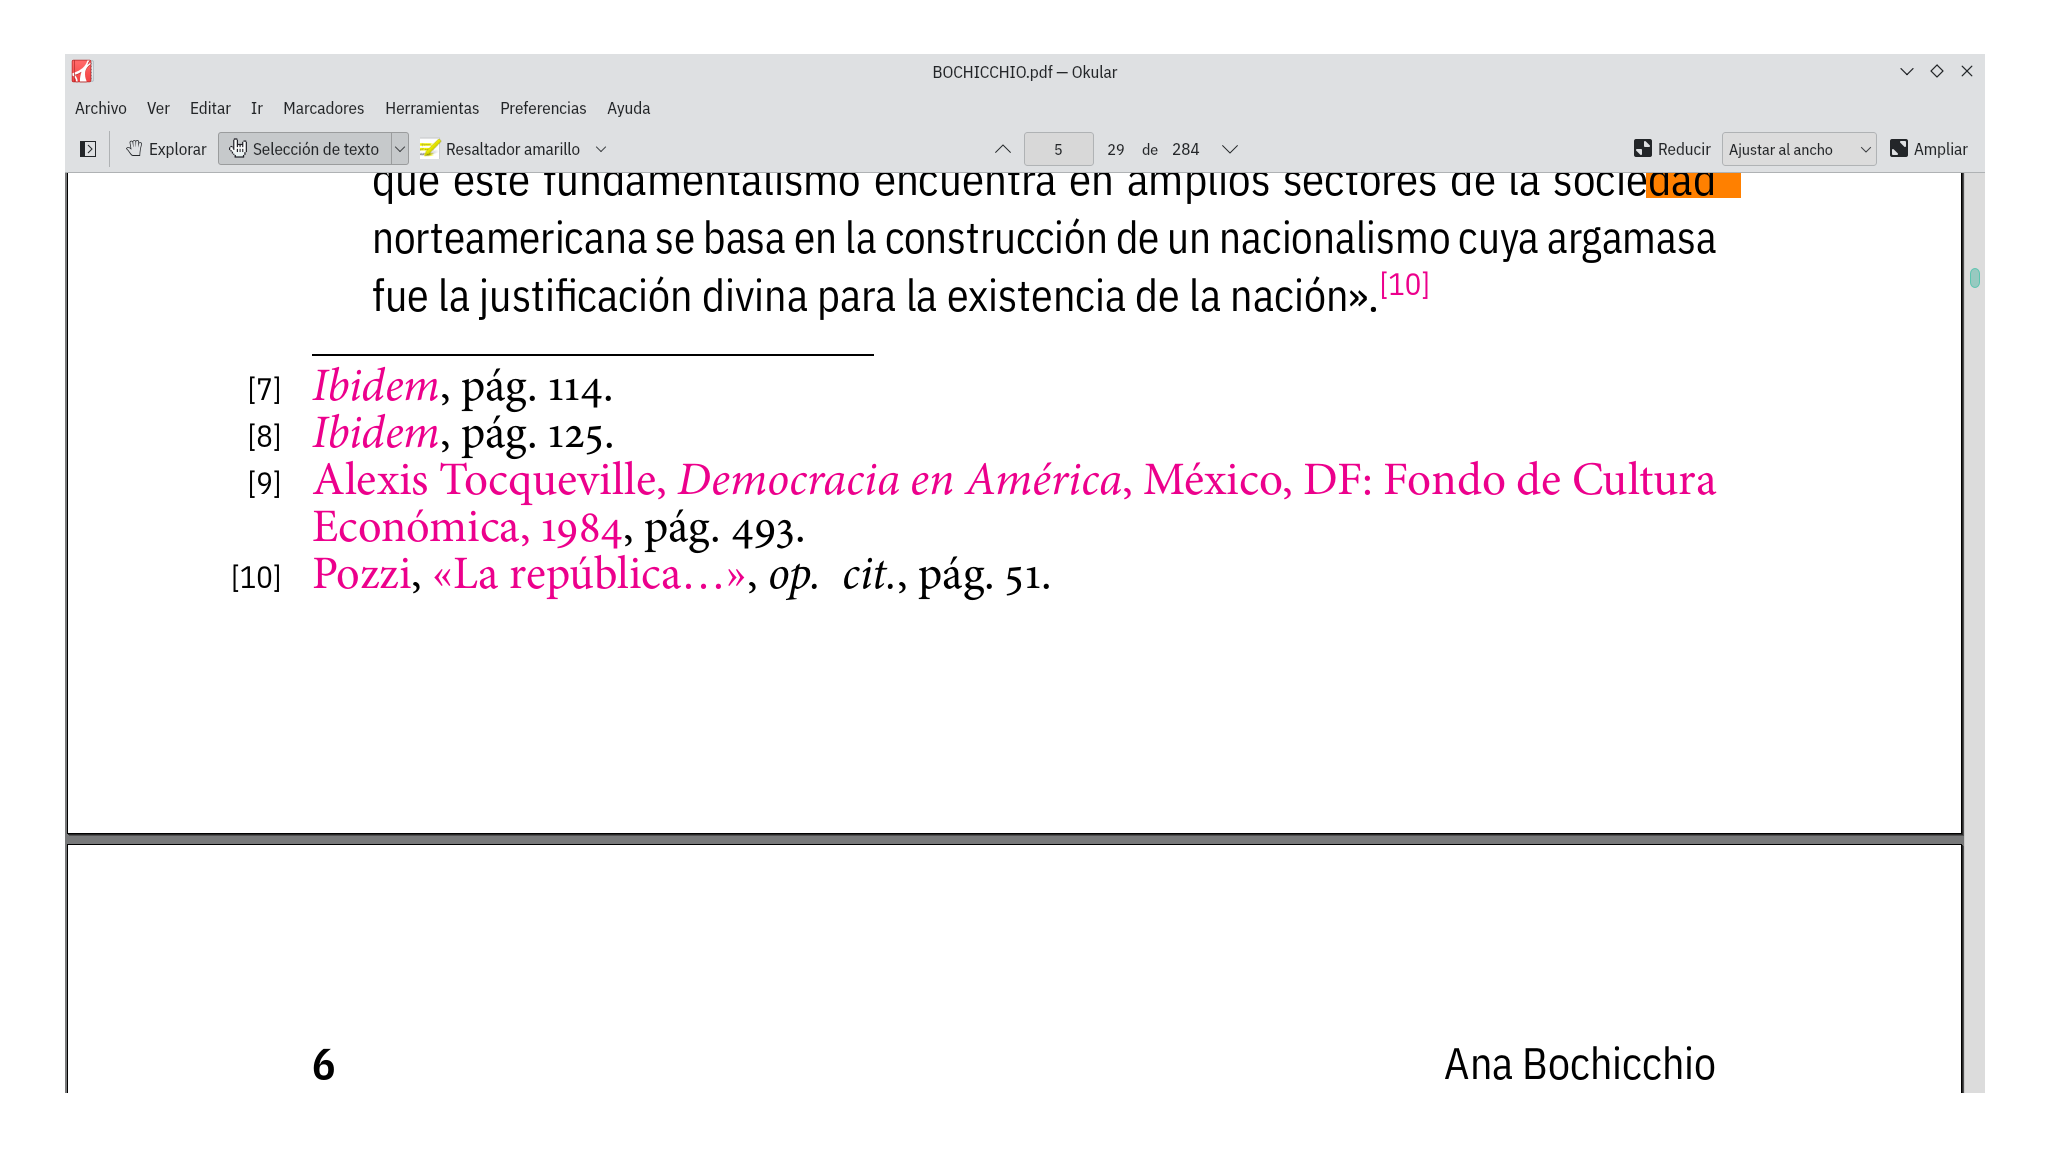 BOCHICCHIO.pdf — Okular
Archivo Ver Editar Ir Marcadores Herramientas Preferencias Ayuda
Explorar Selección de texto Resaltador amarillo 5 29 de 284 Reducir Ajustar al ancho Ampliar
que este fundamentalismo encuentra en amplios sectores de la sociedad
norteamericana se basa en la construcción de un nacionalismo cuya argamasa
fue la justificación divina para la existencia de la nación».[10]
[7] Ibidem, pág. 114.
[8] Ibidem, pág. 125.
[9] Alexis Tocqueville, Democracia en América, México, DF: Fondo de Cultura
Económica, 1984, pág. 493.
[10] Pozzi, «La república…», op. cit., pág. 51.
6 Ana Bochicchio